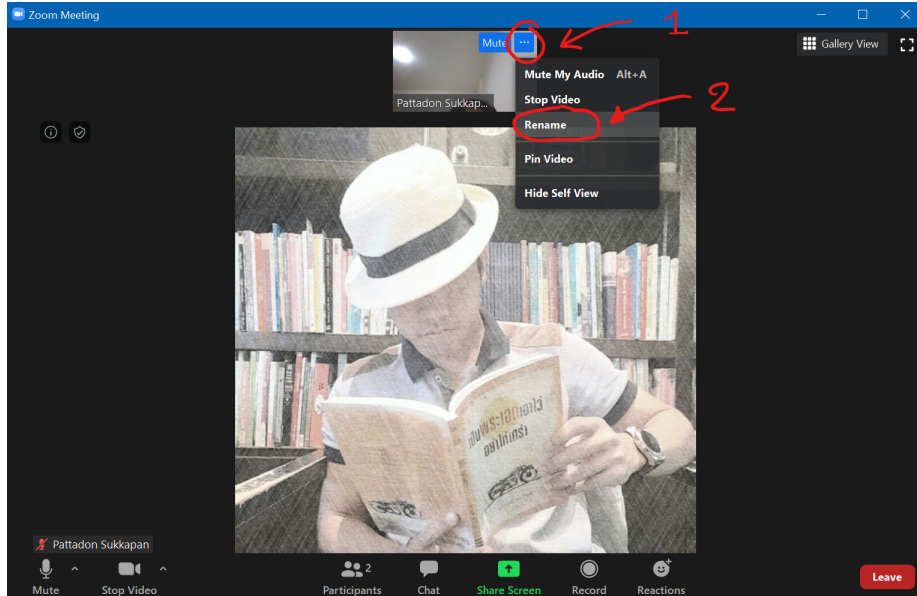 Zoom Meeting
1
Mute
...
Gallery View
Mute My Audio Alt+A
Pattadon Sukkap...
Stop Video
2
Rename
Pin Video
Hide Self View
Pattadon Sukkapan
2
Mute
Stop Video
Participants
Chat
Share Screen
Record
Reactions
Leave